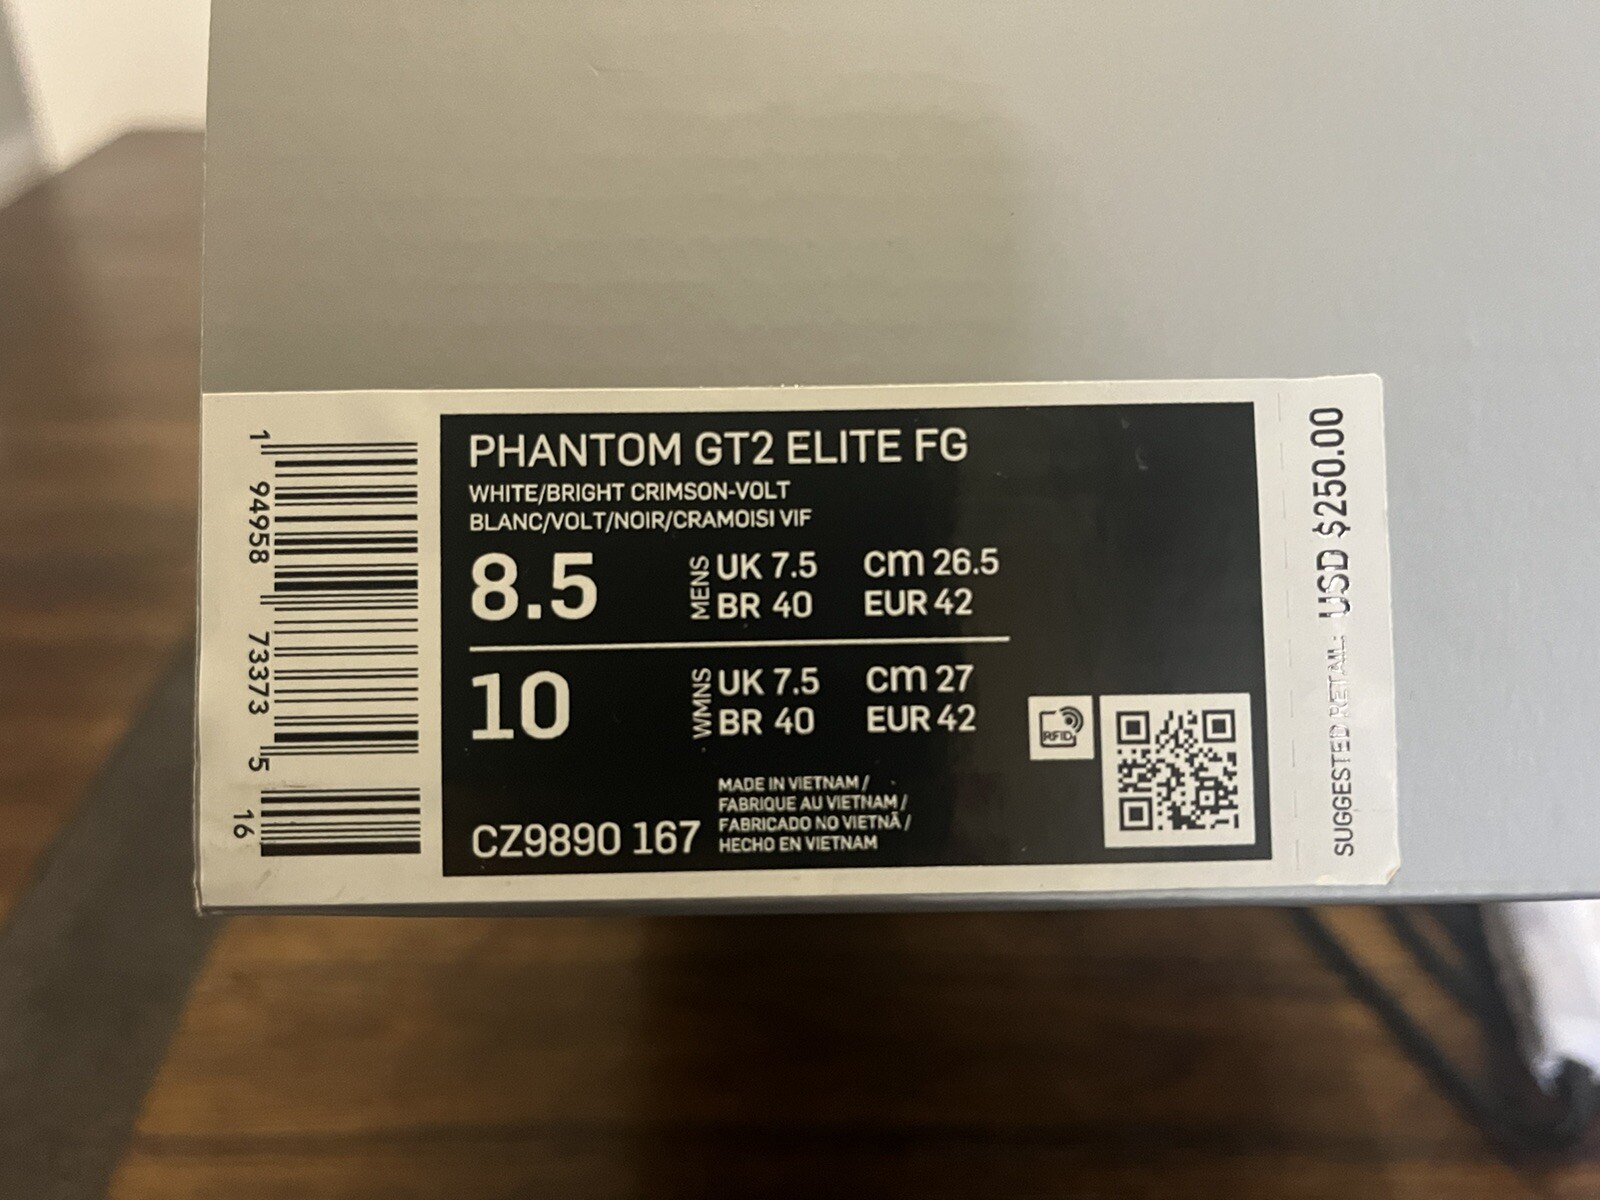 PHANTOM GT2 ELITE FG
WHITE/BRIGHT CRIMSON-VOLT
BLANC/VOLT/NOIR/CRAMOISI VIF
8.5 MENS UK 7.5 cm 26.5
BR 40 EUR 42
10 WMNS UK 7.5 cm 27
BR 40 EUR 42
RFID
MADE IN VIETNAM /
FABRIQUE AU VIETNAM /
FABRICADO NO VIETNÃ /
HECHO EN VIETNAM
CZ9890 167
1 94958 73373 5 16
SUGGESTED RETAIL: USD $250.00